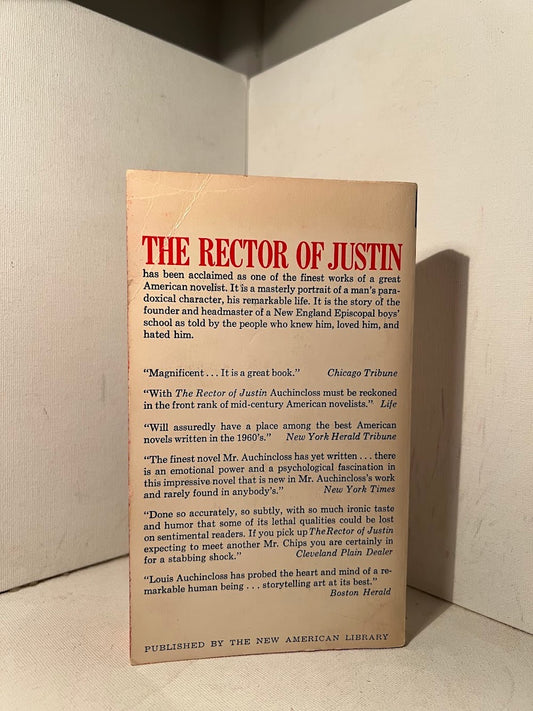 THE RECTOR OF JUSTIN
has been acclaimed as one of the finest works of a great
American novelist. It is a masterly portrait of a man's para-
doxical character, his remarkable life. It is the story of the
founder and headmaster of a New England Episcopal boys'
school as told by the people who knew him, loved him, and
hated him.
“Magnificent . . . It is a great book.” Chicago Tribune
“With The Rector of Justin Auchincloss must be reckoned
in the front rank of mid-century American novelists.” Life
“Will assuredly have a place among the best American
novels written in the 1960's.” New York Herald Tribune
“The finest novel Mr. Auchincloss has yet written . . . there
is an emotional power and a psychological fascination in
this impressive novel that is new in Mr. Auchincloss's work
and rarely found in anybody's.” New York Times
“Done so accurately, so subtly, with so much ironic taste
and humor that some of its lethal qualities could be lost
on sentimental readers. If you pick up The Rector of Justin
expecting to meet another Mr. Chips you are certainly in
for a stabbing shock.” Cleveland Plain Dealer
“Louis Auchincloss has probed the heart and mind of a re-
markable human being . . . storytelling art at its best.”
Boston Herald
PUBLISHED BY THE NEW AMERICAN LIBRARY